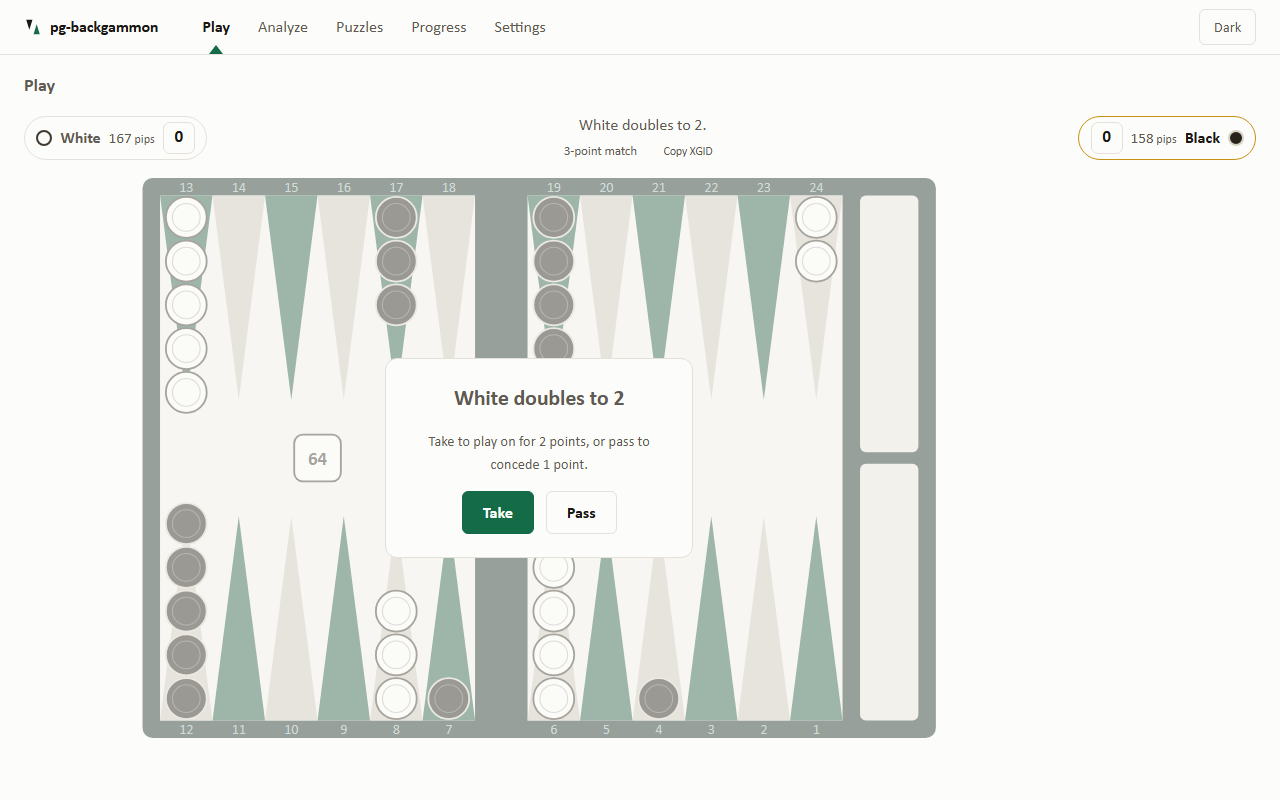 pg-backgammon Play Analyze Puzzles Progress Settings Dark
Play
White 167 pips 0
White doubles to 2.
3-point match Copy XGID
0 158 pips Black
13 14 15 16 17 18 19 20 21 22 23 24
64
White doubles to 2
Take to play on for 2 points, or pass to
concede 1 point.
Take Pass
12 11 10 9 8 7 6 5 4 3 2 1